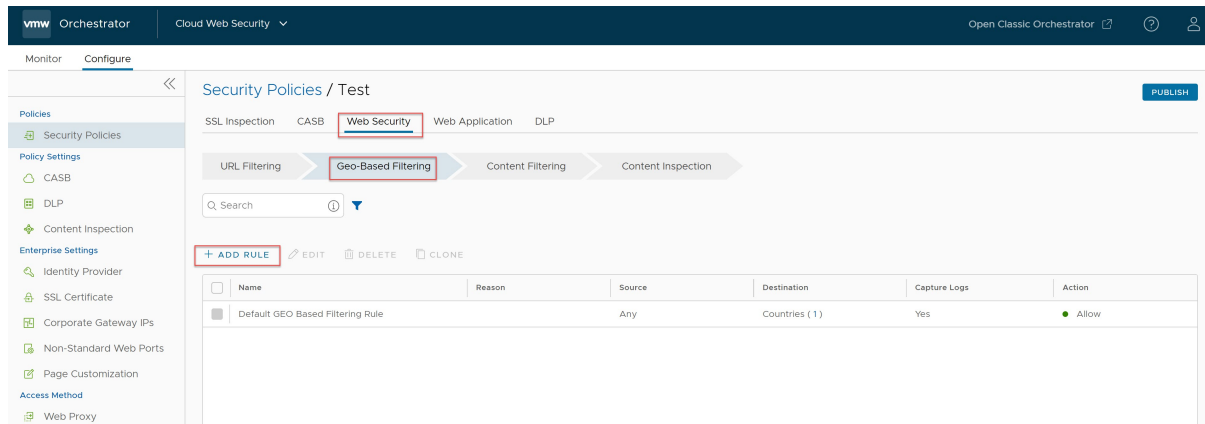 vmw Orchestrator Cloud Web Security Open Classic Orchestrator
Monitor Configure
Security Policies / Test PUBLISH
Policies
Security Policies
Policy Settings
CASB
DLP
Content Inspection
Enterprise Settings
Identity Provider
SSL Certificate
Corporate Gateway IPs
Non-Standard Web Ports
Page Customization
Access Method
Web Proxy
SSL Inspection CASB Web Security Web Application DLP
URL Filtering Geo-Based Filtering Content Filtering Content Inspection
Search
+ ADD RULE EDIT DELETE CLONE
Name Reason Source Destination Capture Logs Action
Default GEO Based Filtering Rule Any Countries ( 1 ) Yes Allow